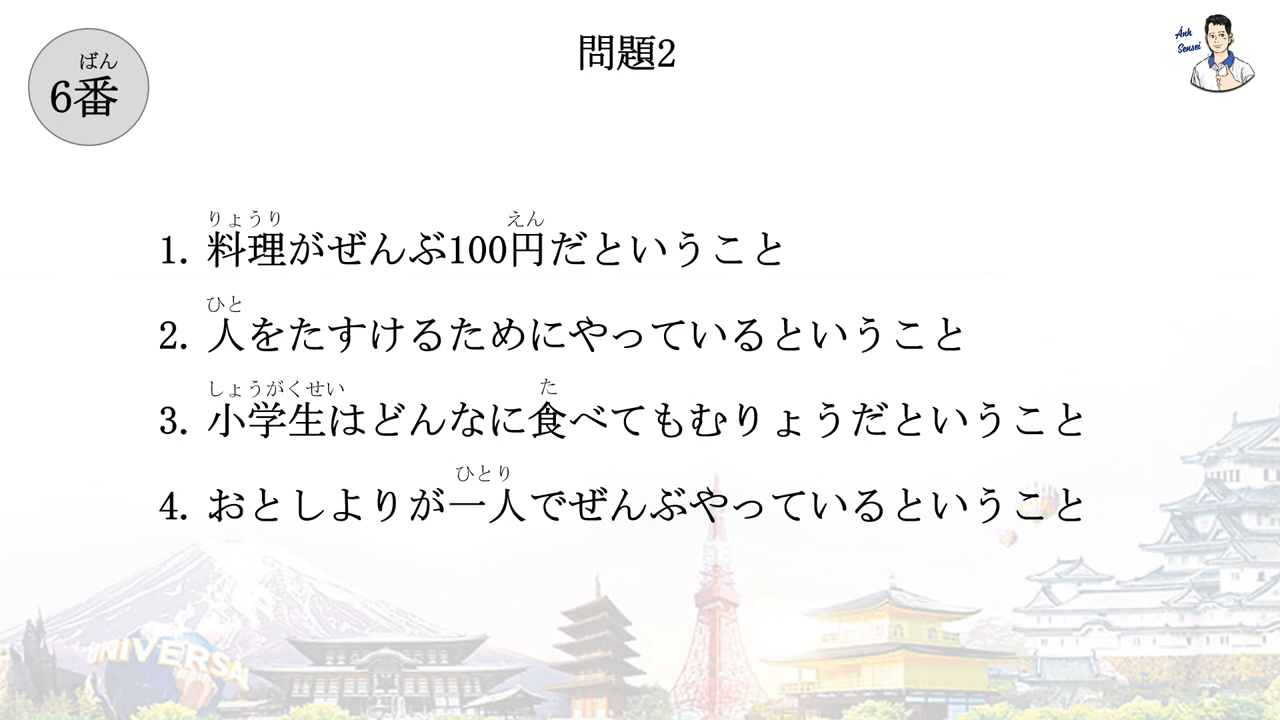 ばん
6番
問題2
Ánh
Sensei
りょうり えん
1. 料理がぜんぶ100円だということ
ひと
2. 人をたすけるためにやっているということ
しょうがくせい た
3. 小学生はどんなに食べてもむりょうだということ
ひとり
4. おとしよりが一人でぜんぶやっているということ
UNIVERSAL